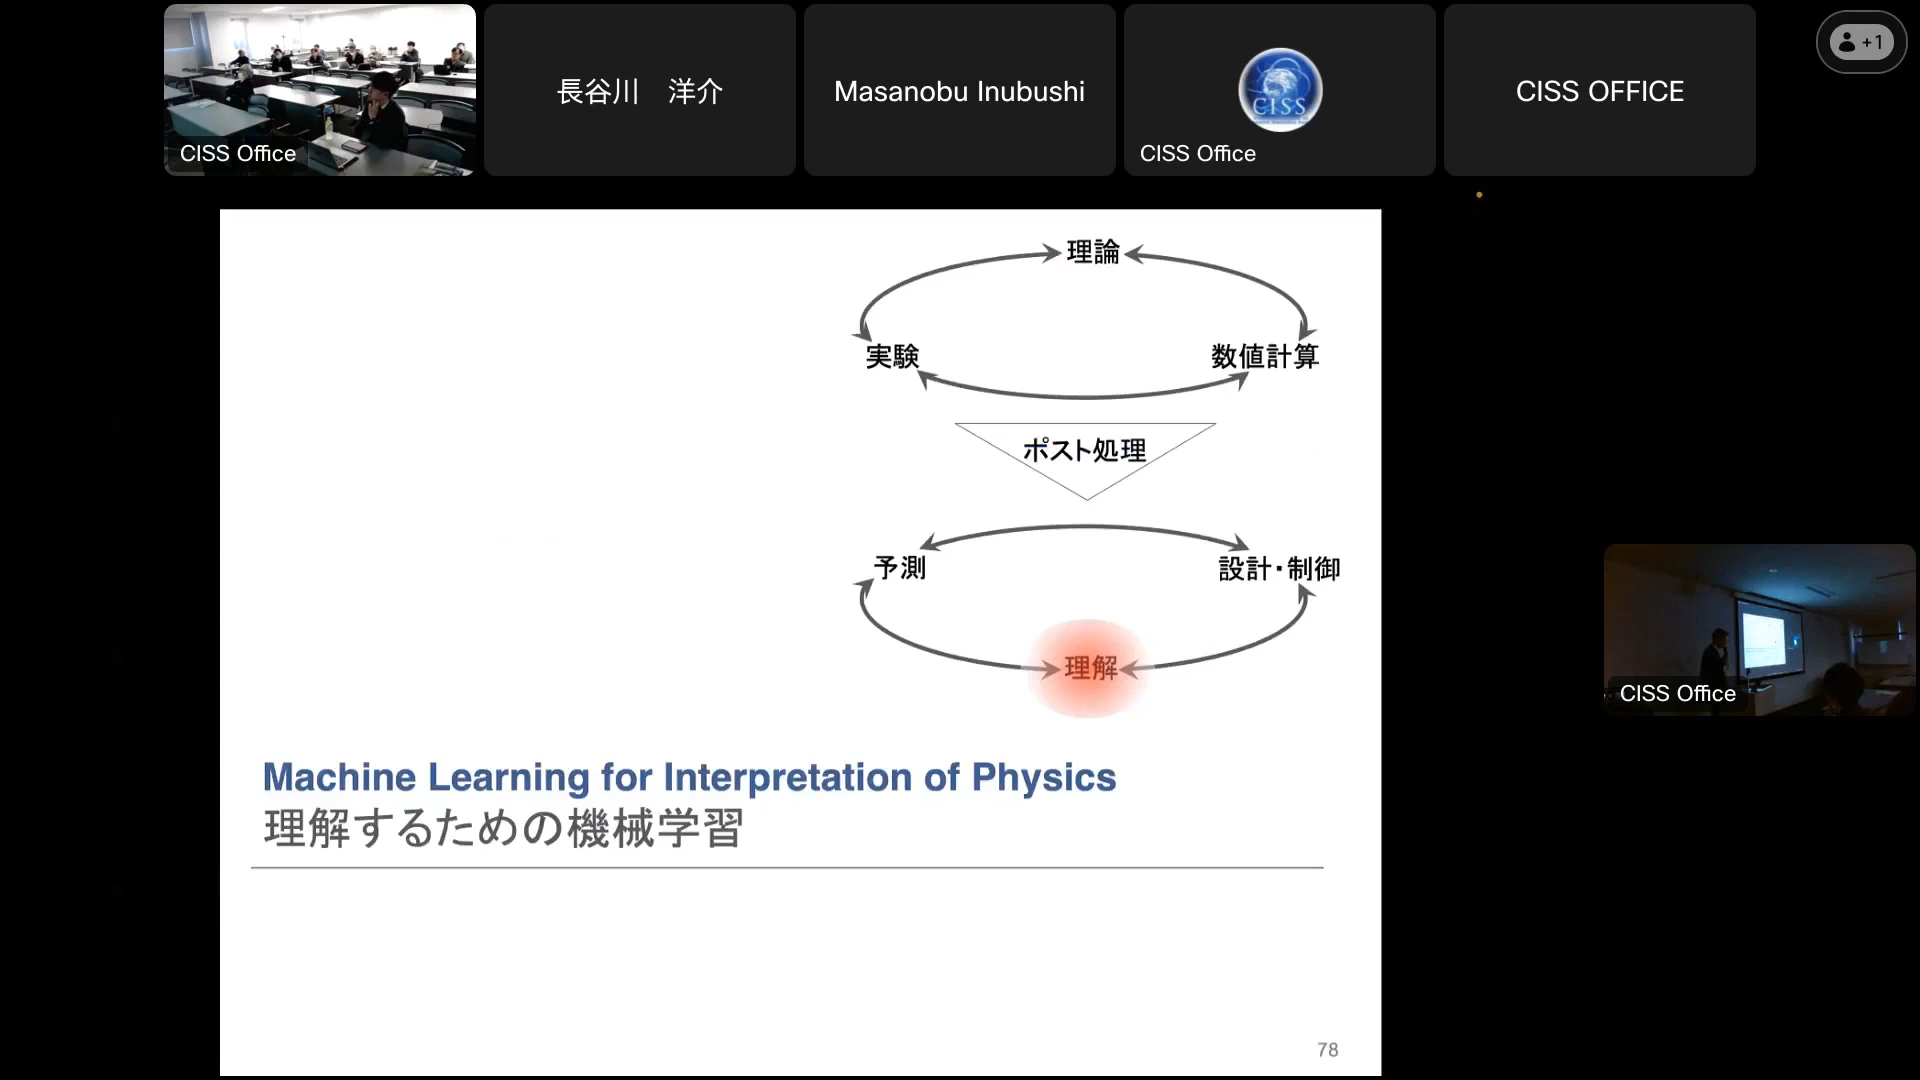 CISS Office
長谷川　洋介
Masanobu Inubushi
CISS
CISS Office
CISS OFFICE
+1
理論
実験
数値計算
ポスト処理
予測
設計・制御
理解
CISS Office
Machine Learning for Interpretation of Physics
理解するための機械学習
78